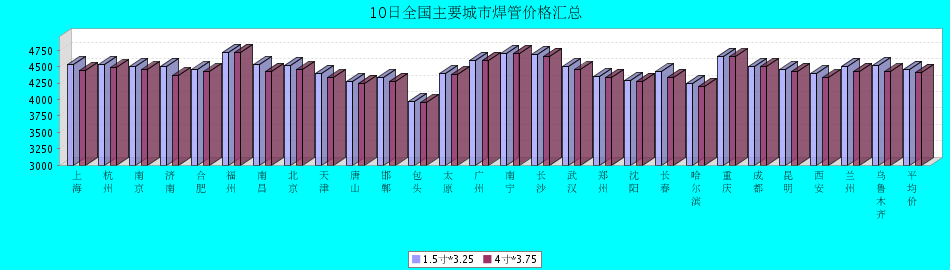 10日全国主要城市焊管价格汇总
4750
4500
4250
4000
3750
3500
3250
3000
上海 杭州 南京 济南 合肥 福州 南昌 北京 天津 唐山 邯郸 包头 太原 广州 南宁 长沙 武汉 郑州 沈阳 长春 哈尔滨 重庆 成都 昆明 西安 兰州 乌鲁木齐 平均价
1.5寸*3.25 4寸*3.75